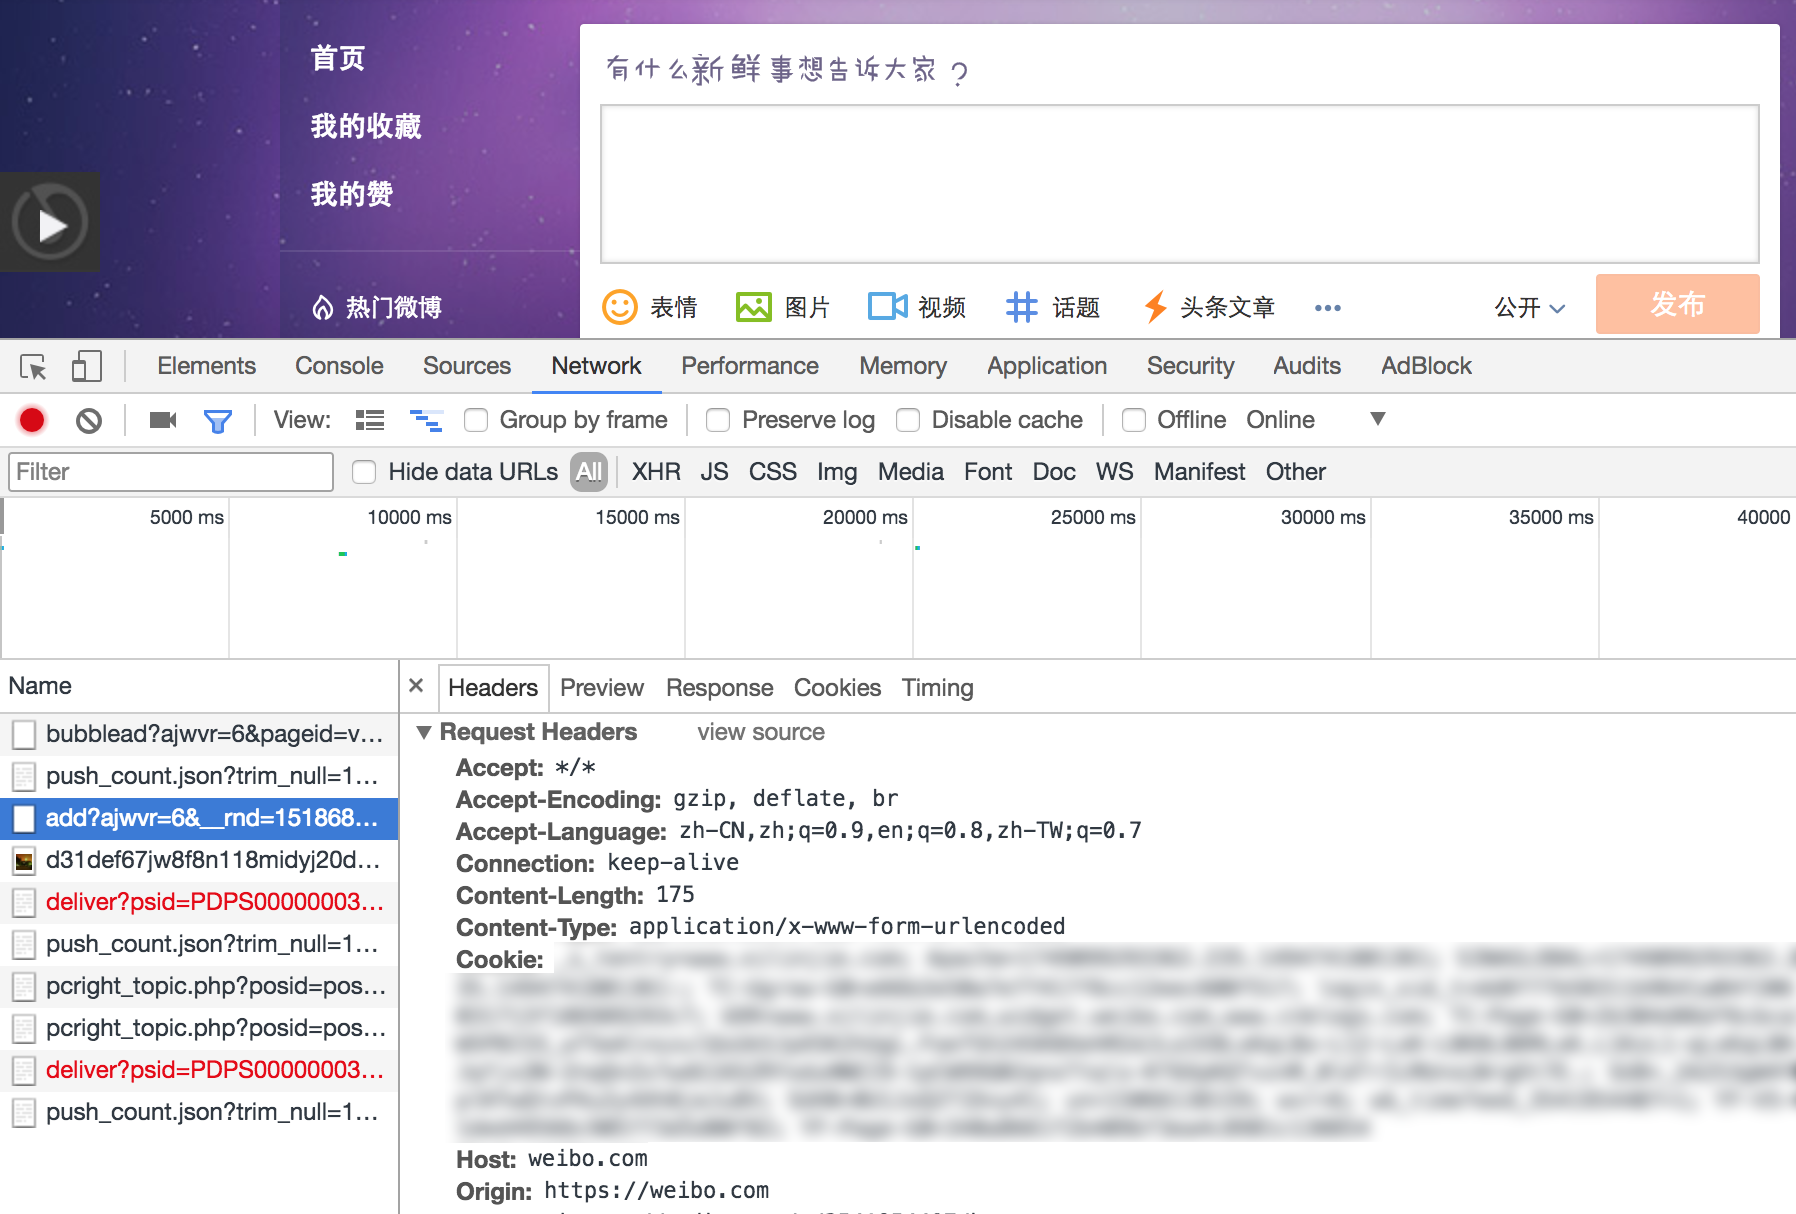 首页
我的收藏
我的赞
热门微博
有什么新鲜事想告诉大家?
表情 图片 视频 话题 头条文章 ••• 公开 发布
Elements Console Sources Network Performance Memory Application Security Audits AdBlock
View: Group by frame Preserve log Disable cache Offline Online ▼
Filter Hide data URLs All XHR JS CSS Img Media Font Doc WS Manifest Other
5000 ms 10000 ms 15000 ms 20000 ms 25000 ms 30000 ms 35000 ms 40000
Name
bubblead?ajwvr=6&pageid=v…
push_count.json?trim_null=1…
add?ajwvr=6&__rnd=151868…
d31def67jw8f8n118midyj20d…
deliver?psid=PDPS00000003…
push_count.json?trim_null=1…
pcright_topic.php?posid=pos…
pcright_topic.php?posid=pos…
deliver?psid=PDPS00000003…
push_count.json?trim_null=1…
× Headers Preview Response Cookies Timing
▼ Request Headers view source
Accept: */*
Accept-Encoding: gzip, deflate, br
Accept-Language: zh-CN,zh;q=0.9,en;q=0.8,zh-TW;q=0.7
Connection: keep-alive
Content-Length: 175
Content-Type: application/x-www-form-urlencoded
Cookie:
Host: weibo.com
Origin: https://weibo.com